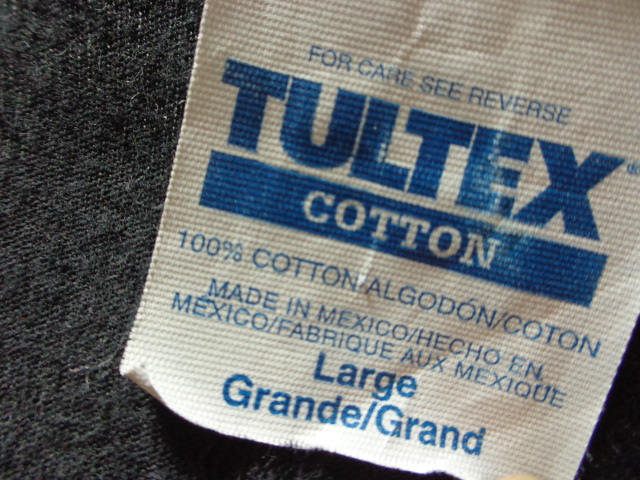 FOR CARE SEE REVERSE
TULTEX®
COTTON
100% COTTON/ALGODÓN/COTON
MADE IN MEXICO/HECHO EN
MEXICO/FABRIQUE AUX MEXIQUE
Large
Grande/Grand